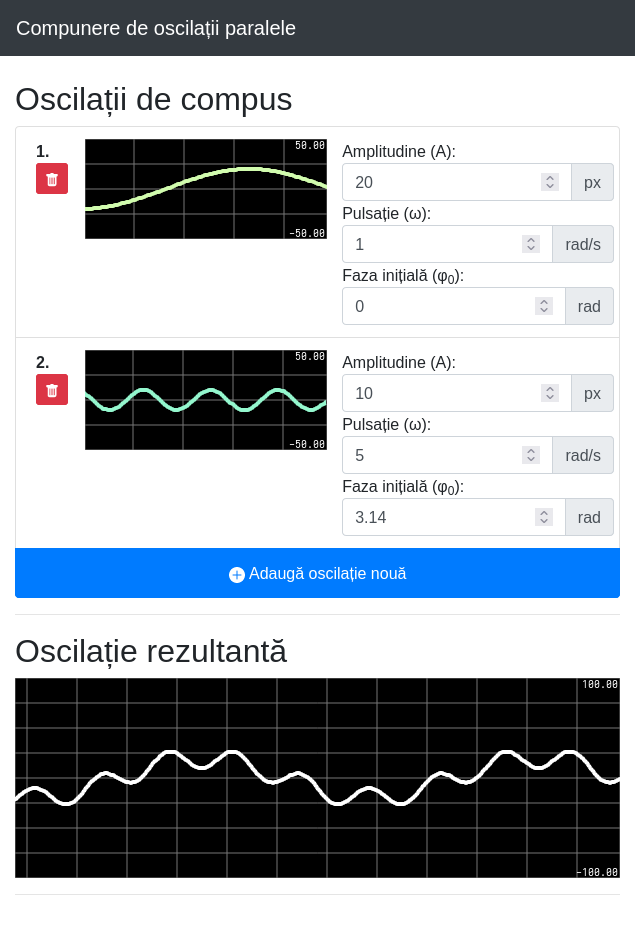 Compunere de oscilații paralele
Oscilații de compus
1.
50.00
-50.00
Amplitudine (A):
20 px
Pulsație (ω):
1 rad/s
Faza inițială (φ0):
0 rad
2.
50.00
-50.00
Amplitudine (A):
10 px
Pulsație (ω):
5 rad/s
Faza inițială (φ0):
3.14 rad
Adaugă oscilație nouă
Oscilație rezultantă
100.00
-100.00